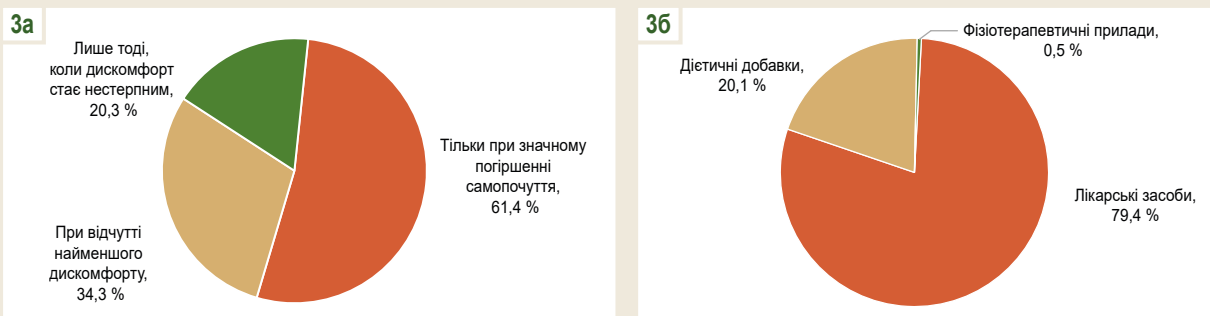 3а
Лише тоді,
коли дискомфорт
стає нестерпним,
20,3 %
Тільки при значному
погіршенні
самопочуття,
61,4 %
При відчутті
найменшого
дискомфорту,
34,3 %
3б
Фізіотерапевтичні прилади,
0,5 %
Дієтичні добавки,
20,1 %
Лікарські засоби,
79,4 %